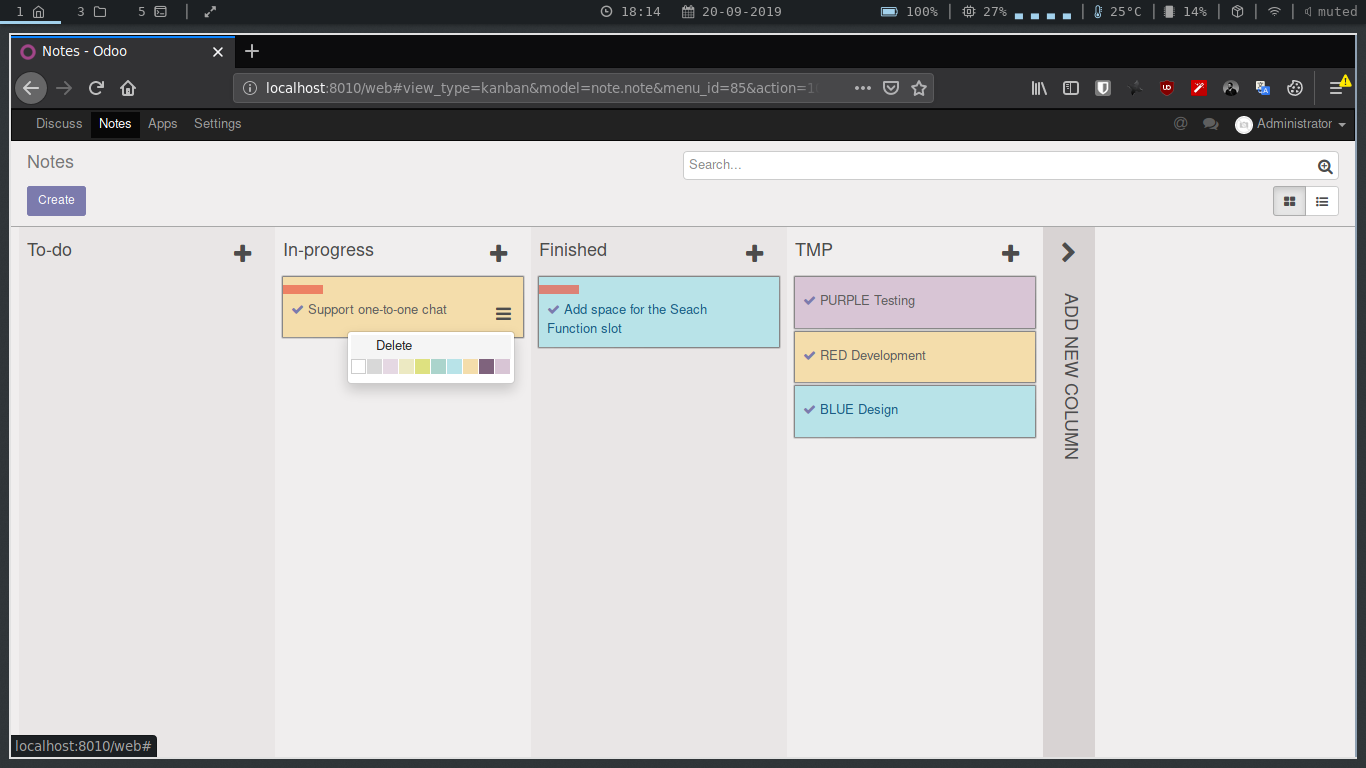 1 3 5 18:14 20-09-2019 100% 27% 25°C 14% muted
Notes - Odoo
localhost:8010/web#view_type=kanban&model=note.note&menu_id=85&action=1
Discuss Notes Apps Settings @ Administrator
Notes
Search...
Create
To-do
In-progress
Finished
TMP
Support one-to-one chat
Delete
Add space for the Seach
Function slot
PURPLE Testing
RED Development
BLUE Design
ADD NEW COLUMN
localhost:8010/web#